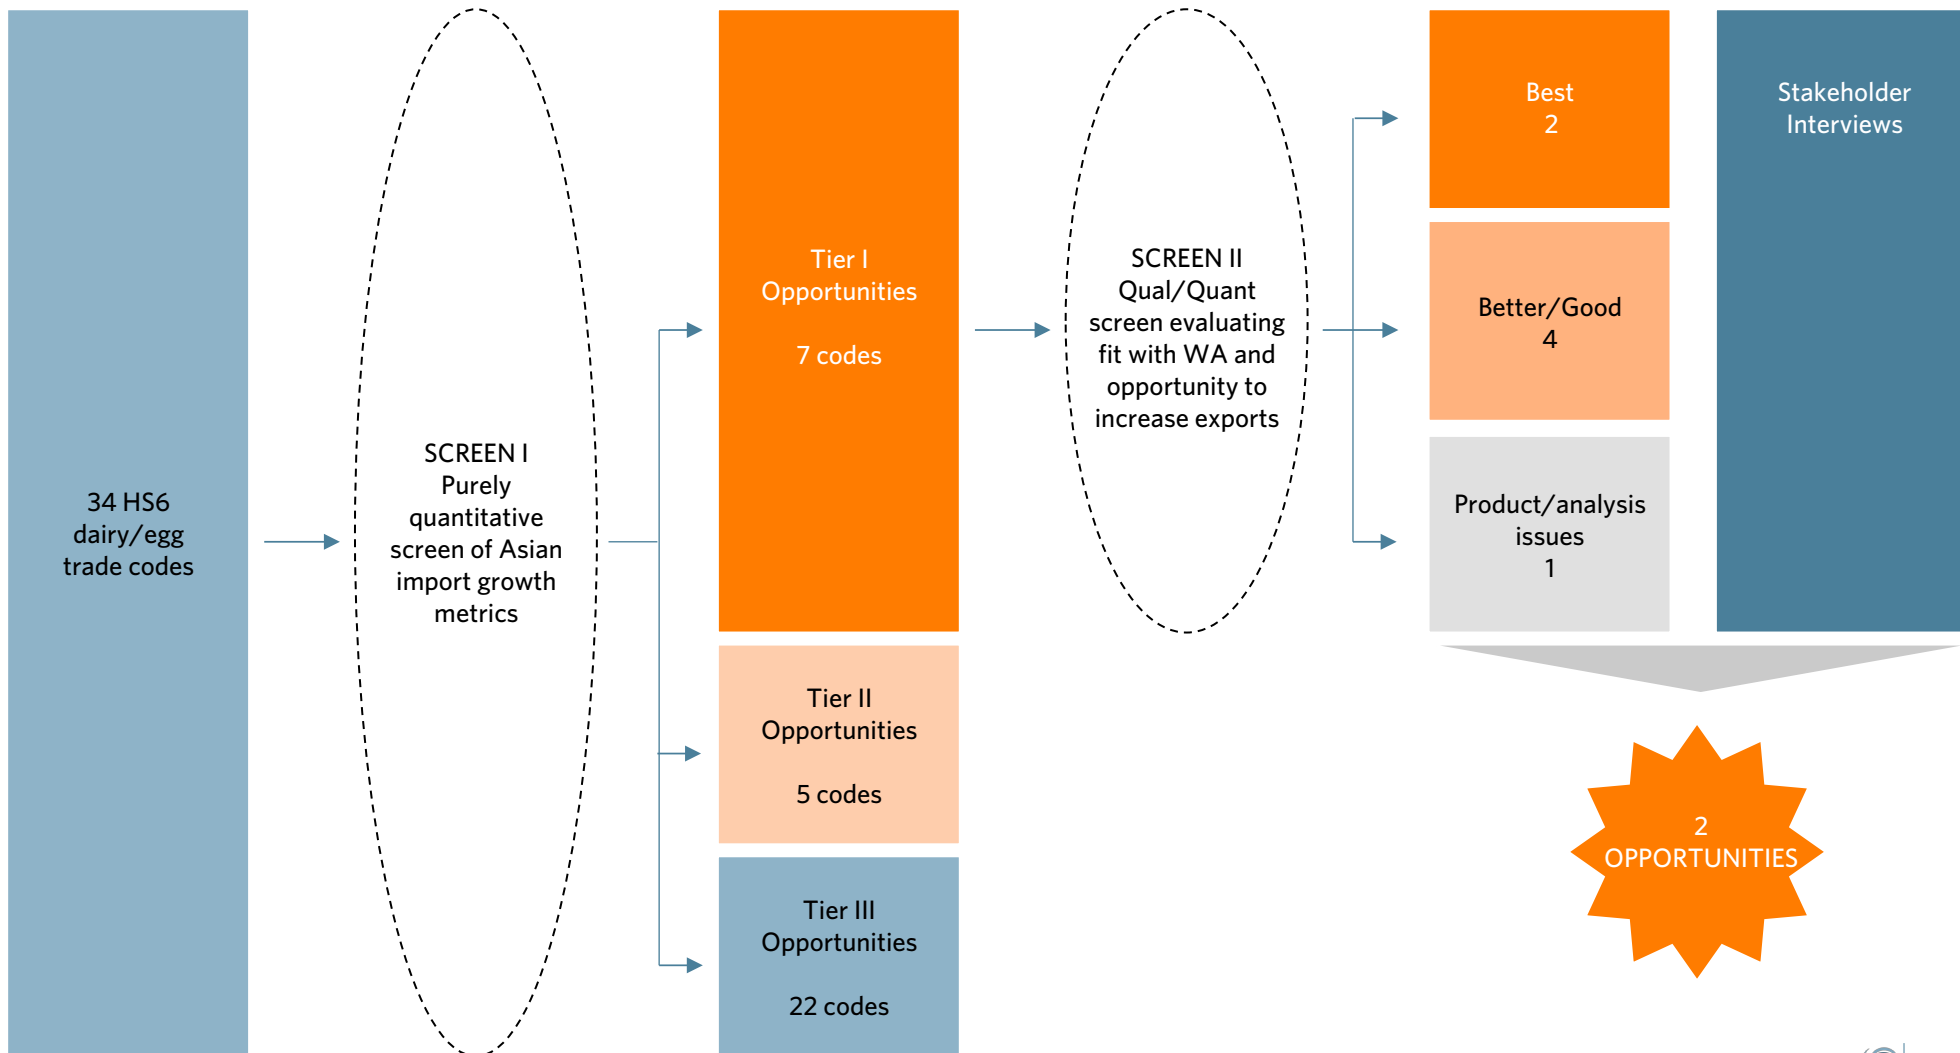 34 HS6
dairy/egg
trade codes
SCREEN I
Purely
quantitative
screen of Asian
import growth
metrics
Tier I
Opportunities
7 codes
Tier II
Opportunities
5 codes
Tier III
Opportunities
22 codes
SCREEN II
Qual/Quant
screen evaluating
fit with WA and
opportunity to
increase exports
Best
2
Better/Good
4
Product/analysis
issues
1
Stakeholder
Interviews
2
OPPORTUNITIES